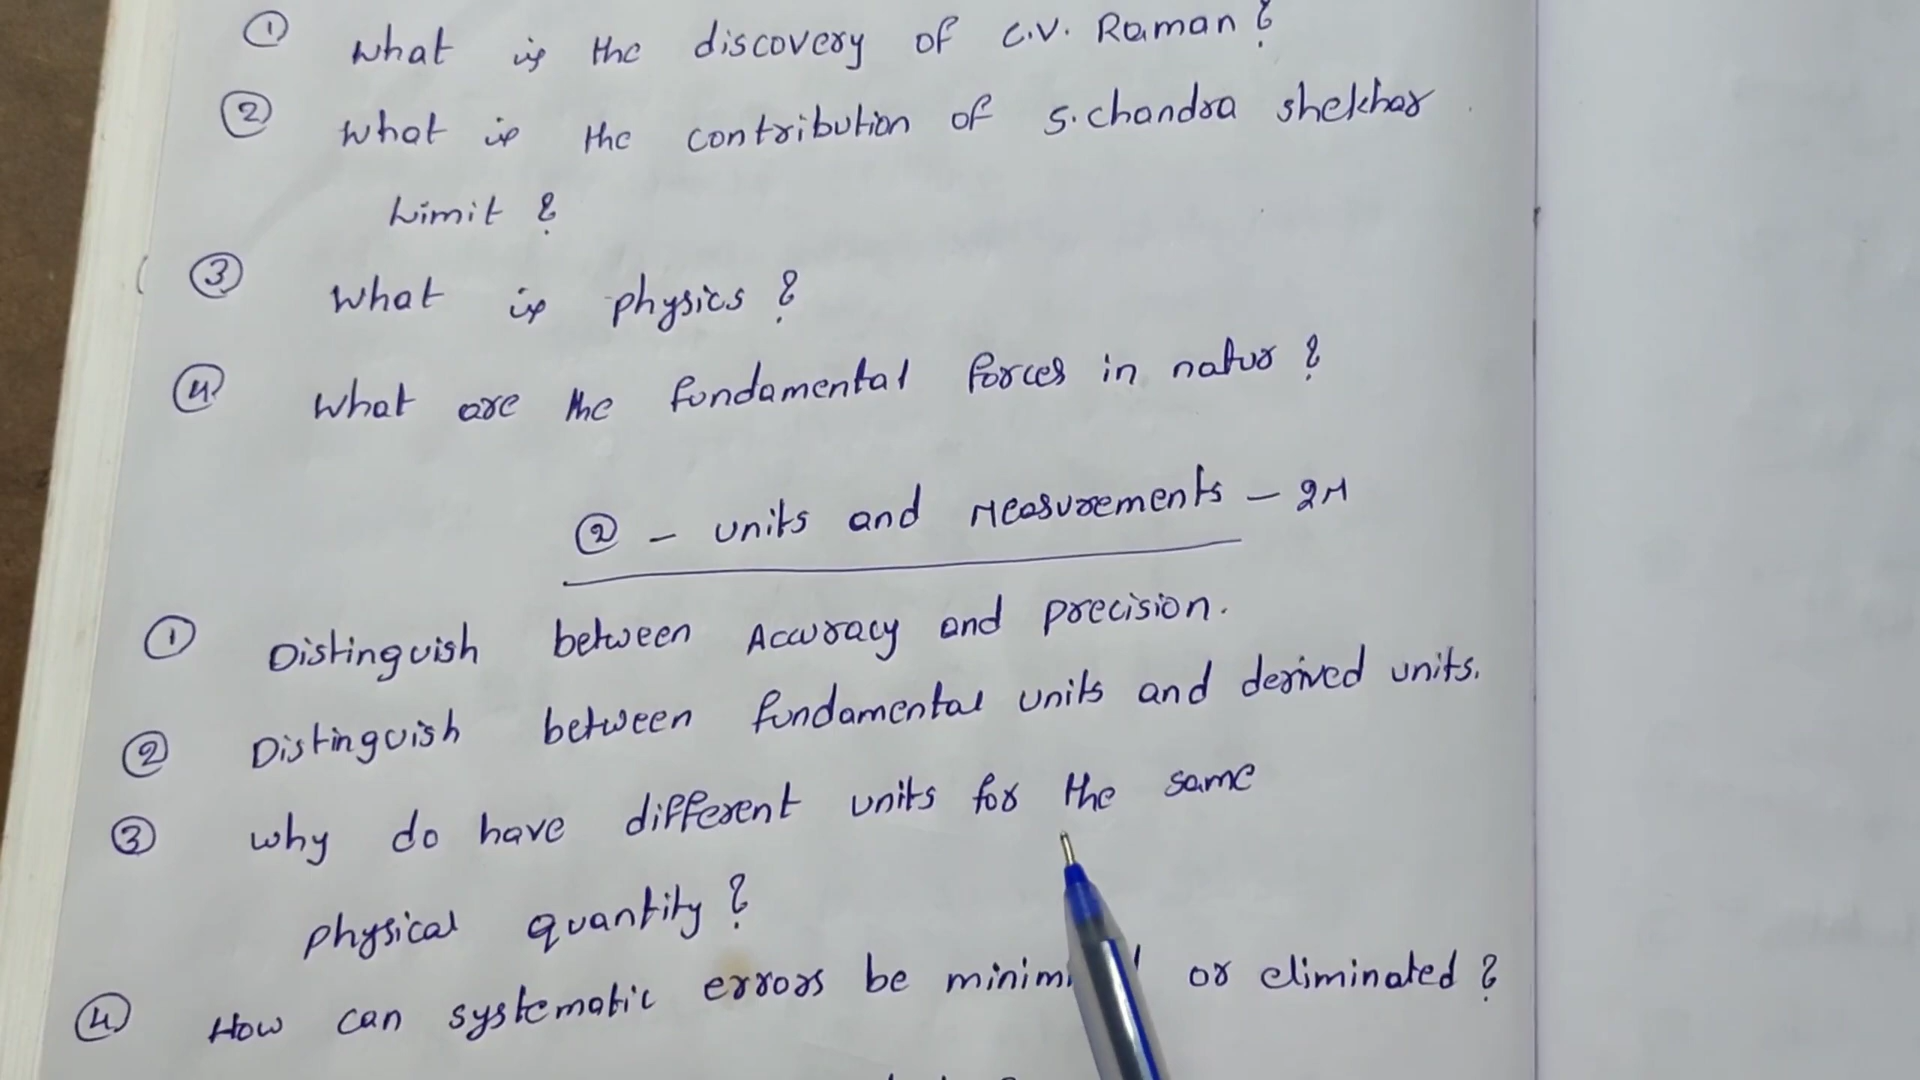 ① What is the discovery of C.V. Raman?
② What is the contribution of S. chandra shekhar
Limit?
③ What is physics?
④ What are the fundamental forces in natur?
② - units and Measurements - 2M
① Distinguish between Accuracy and precision.
② Distinguish between fundamental units and derived units.
③ why do have different units for the same
physical quantity?
④ How can systematic errors be or eliminated?